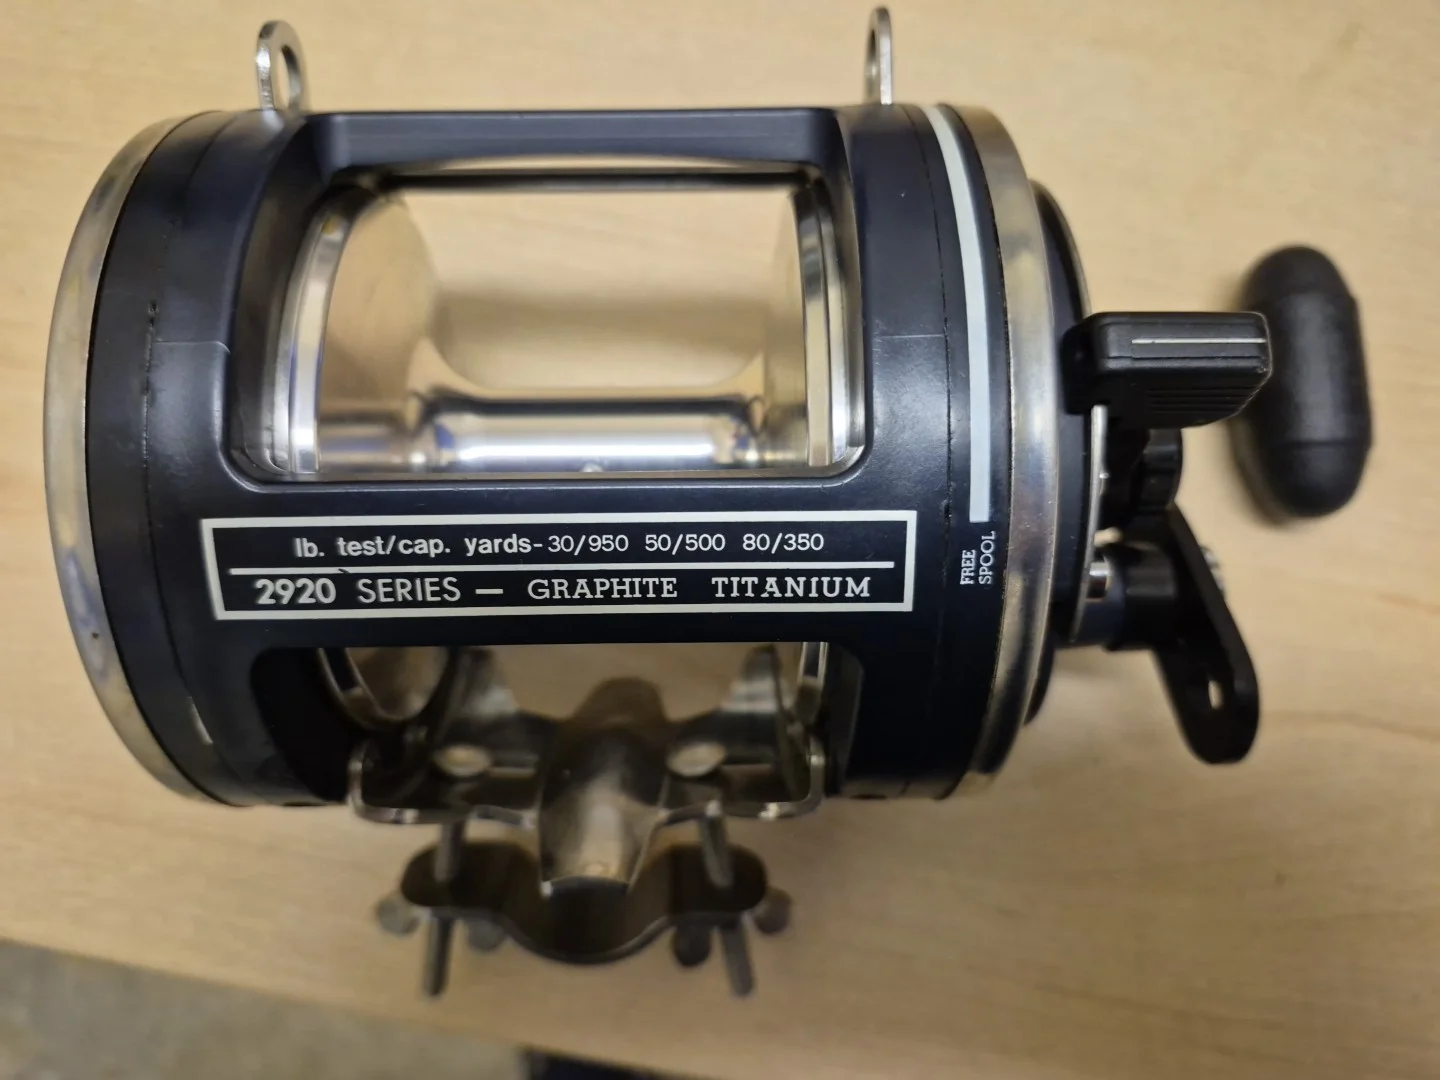 lb. test/cap. yards-30/950 50/500 80/350
2920 SERIES — GRAPHITE TITANIUM
FREE
SPOOL